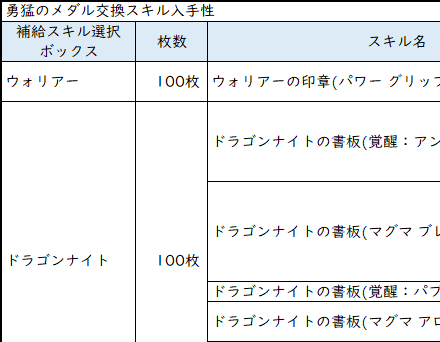 勇猛のメダル交換スキル入手性
補給スキル選択
ボックス
枚数
スキル名
ウォリアー
100枚
ウォリアーの印章(パワー グリップ
ドラゴンナイトの書板(覚醒：アン
ドラゴンナイトの書板(マグマ ブレ
ドラゴンナイト
100枚
ドラゴンナイトの書板(覚醒：パフ
ドラゴンナイトの書板(マグマ アロ